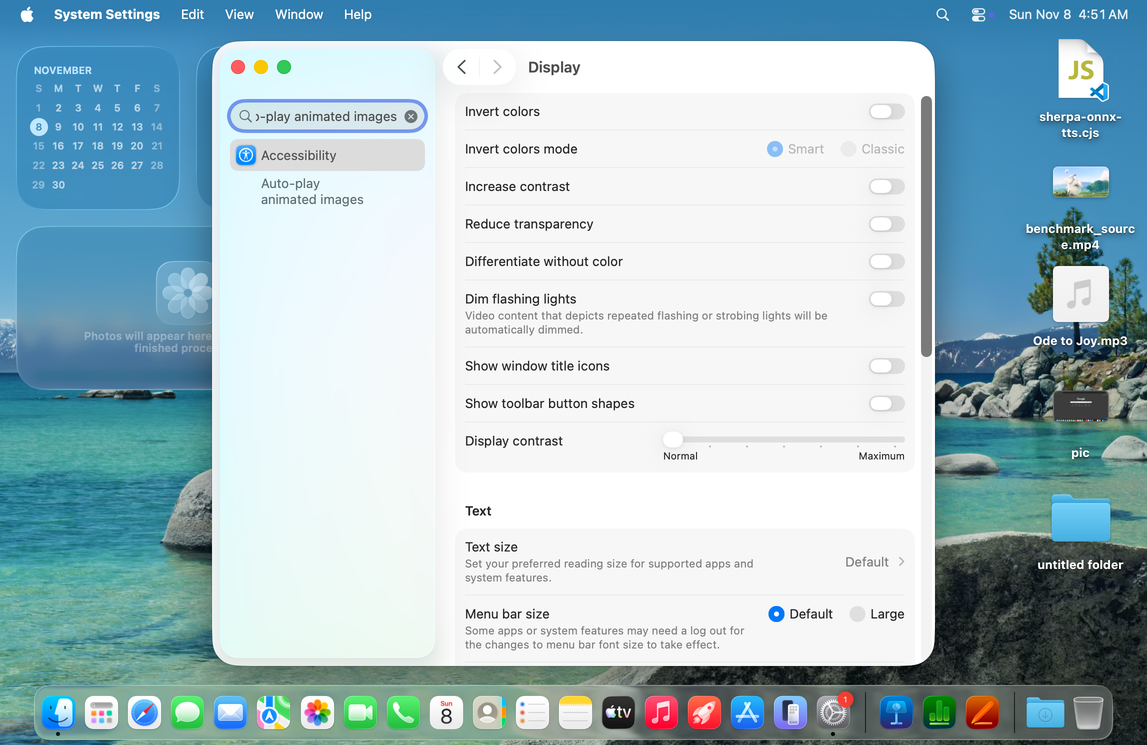 System Settings Edit View Window Help
Sun Nov 8 4:51 AM
NOVEMBER
S M T W T F S
1 2 3 4 5 6 7
8 9 10 11 12 13 14
15 16 17 18 19 20 21
22 23 24 25 26 27 28
29 30
Photos will appear here
finished proce
-play animated images
Accessibility
Auto-play
animated images
Display
Invert colors
Invert colors mode
Smart
Classic
Increase contrast
Reduce transparency
Differentiate without color
Dim flashing lights
Video content that depicts repeated flashing or strobing lights will be
automatically dimmed.
Show window title icons
Show toolbar button shapes
Display contrast
Normal
Maximum
Text
Text size
Set your preferred reading size for supported apps and
system features.
Default
Menu bar size
Default
Large
Some apps or system features may need a log out for
the changes to menu bar font size to take effect.
JS
sherpa-onnx-
tts.cjs
benchmark_sourc
e.mp4
Ode to Joy.mp3
pic
untitled folder
Sun
8
tv
1